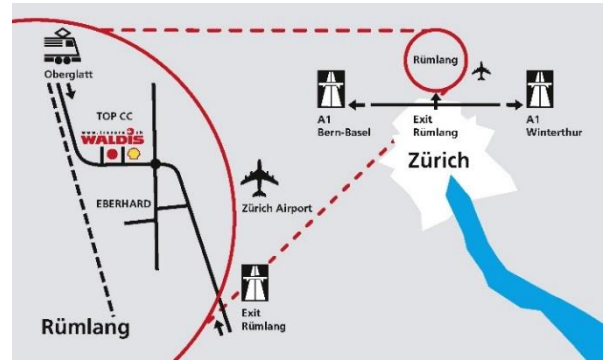 Oberglatt
TOP CC
WALDIS
EBERHARD
Zürich Airport
Exit
Rümlang
Rümlang
Rümlang
A1
Bern-Basel
Exit
Rümlang
A1
Winterthur
Zürich